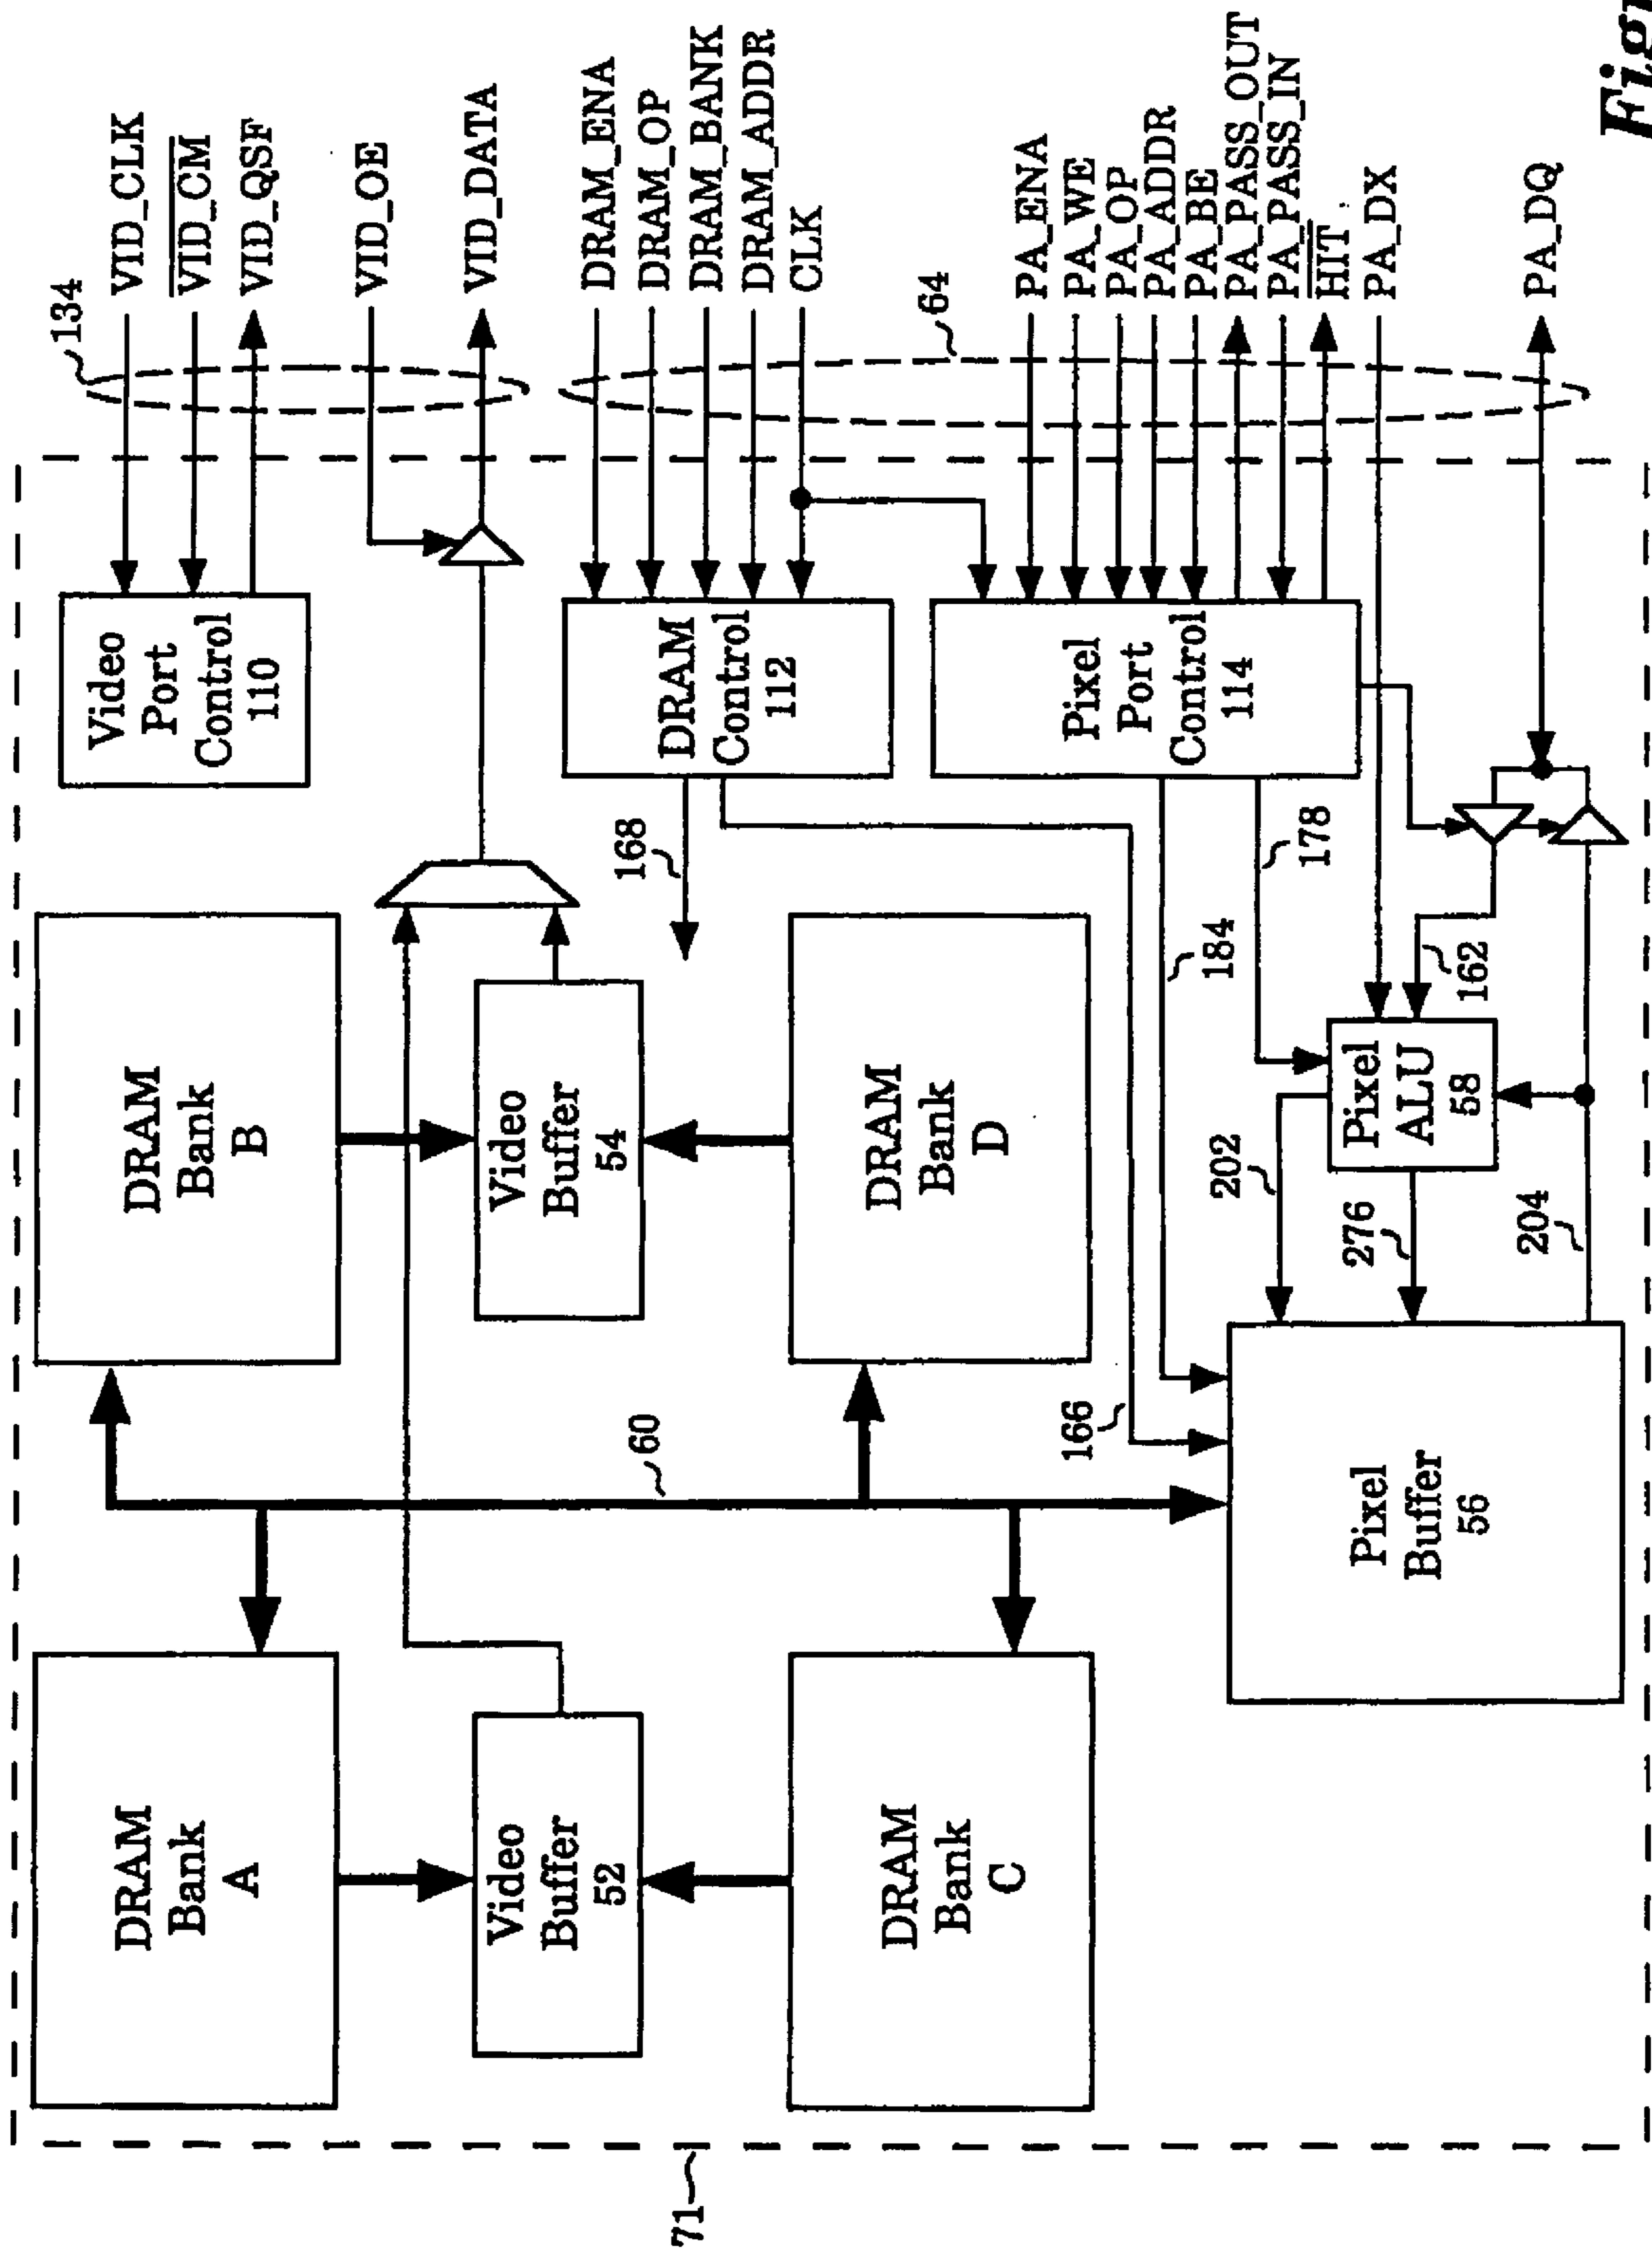 71
DRAM
Bank
A
DRAM
Bank
B
Video
Port
Control
110
134
VID_CLK
VID_CM
VID_QSF
VID_OE
VID_DATA
Video
Buffer
52
Video
Buffer
54
60
168
DRAM
Control
112
DRAM_ENA
DRAM_OP
DRAM_BANK
DRAM_ADDR
CLK
DRAM
Bank
C
DRAM
Bank
D
64
Pixel
Port
Control
114
PA_ENA
PA_WE
PA_OP
PA_ADDR
PA_BE
PA_PASS_OUT
PA_PASS_IN
HIT
PA_DX
166
184
178
202
276
204
162
Pixel
Buffer
56
Pixel
ALU
58
PA_DQ